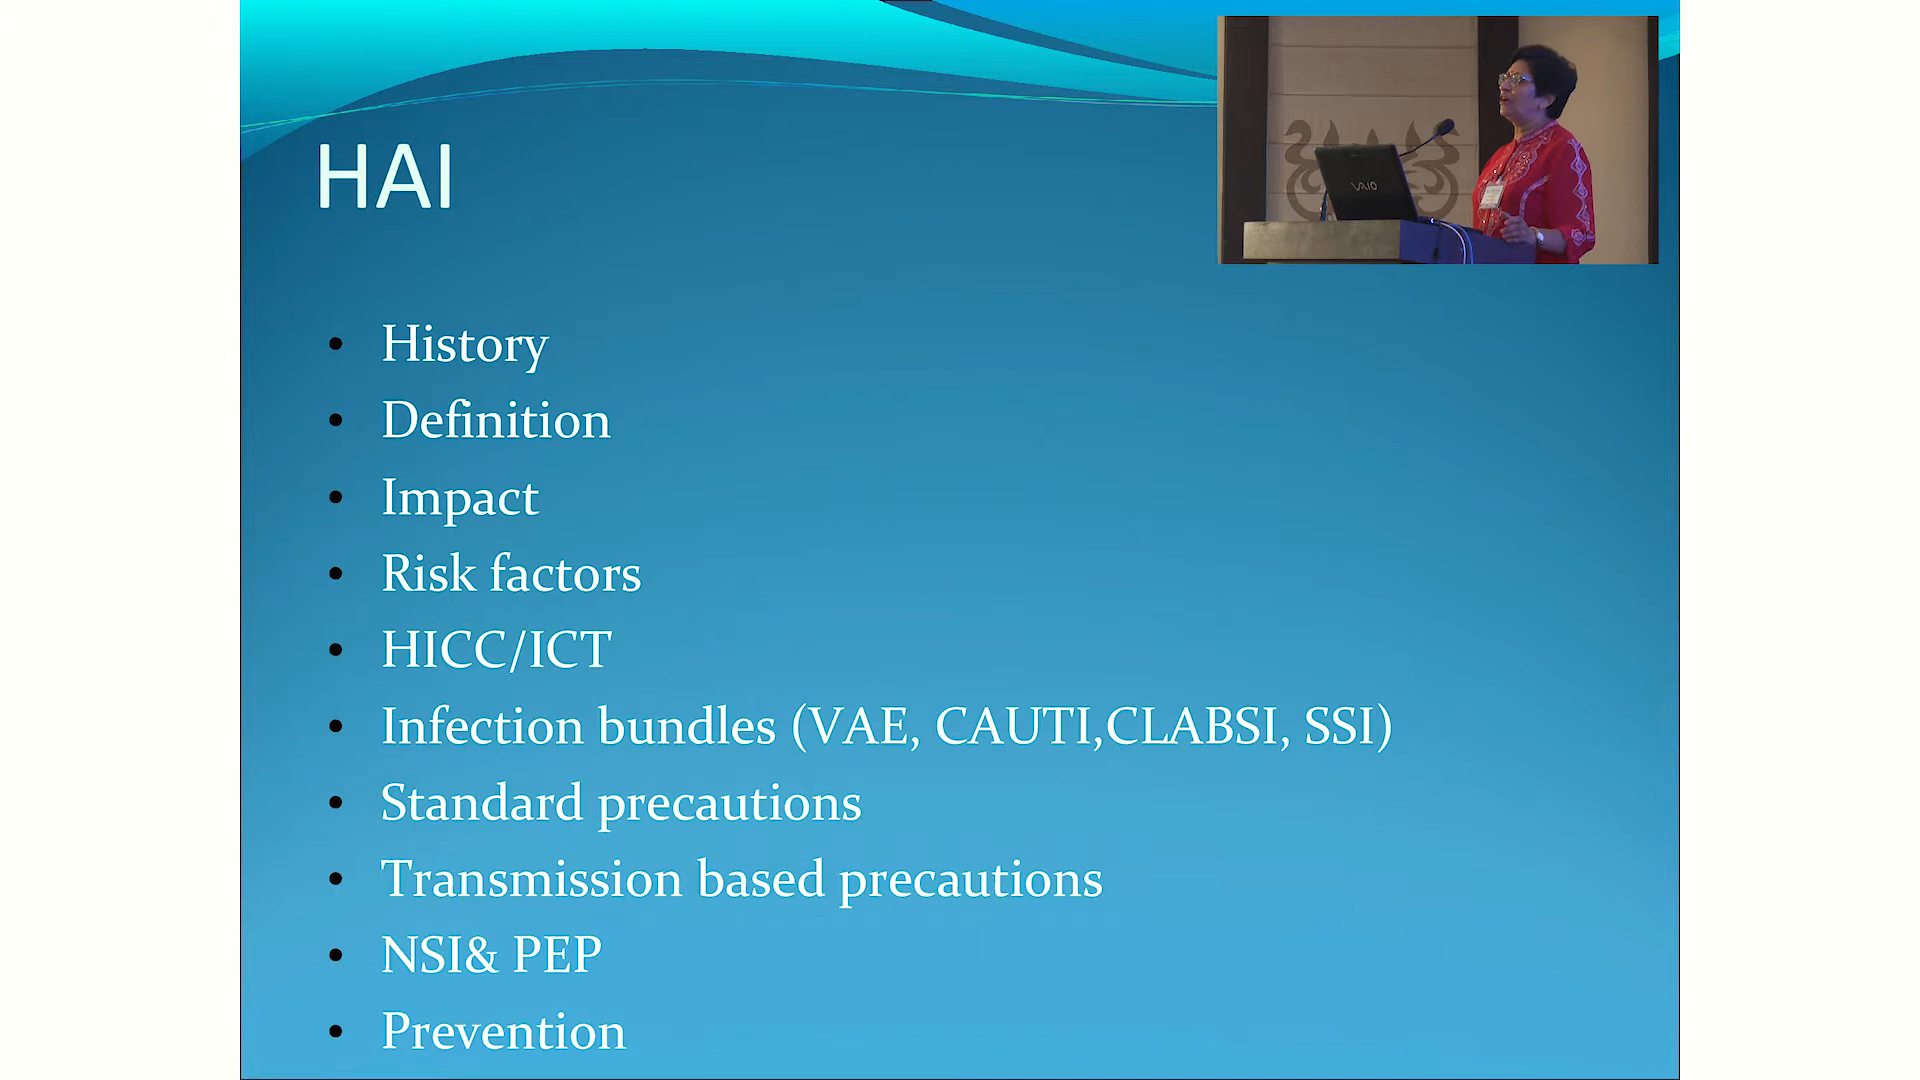 HAI
VAIO
• History
• Definition
• Impact
• Risk factors
• HICC/ICT
• Infection bundles (VAE, CAUTI,CLABSI, SSI)
• Standard precautions
• Transmission based precautions
• NSI& PEP
• Prevention